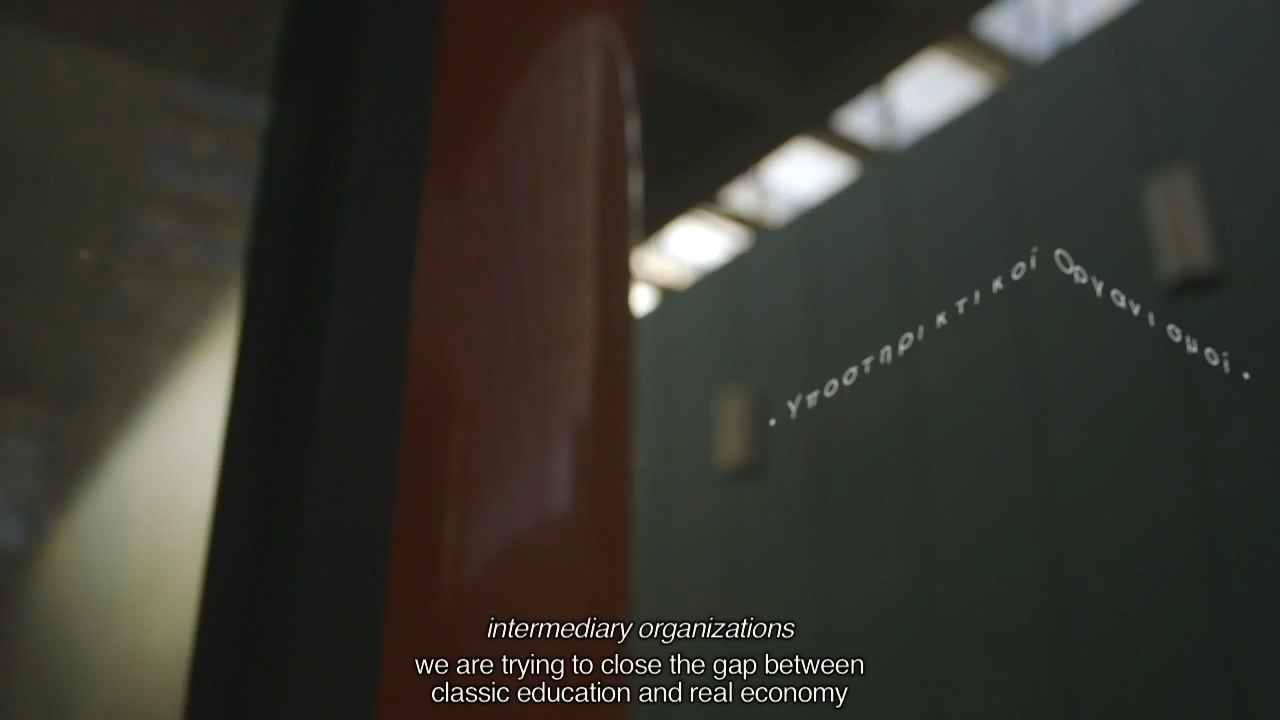 · Υποστηρικτικοί Οργανισμοί ·
intermediary organizations
we are trying to close the gap between
classic education and real economy